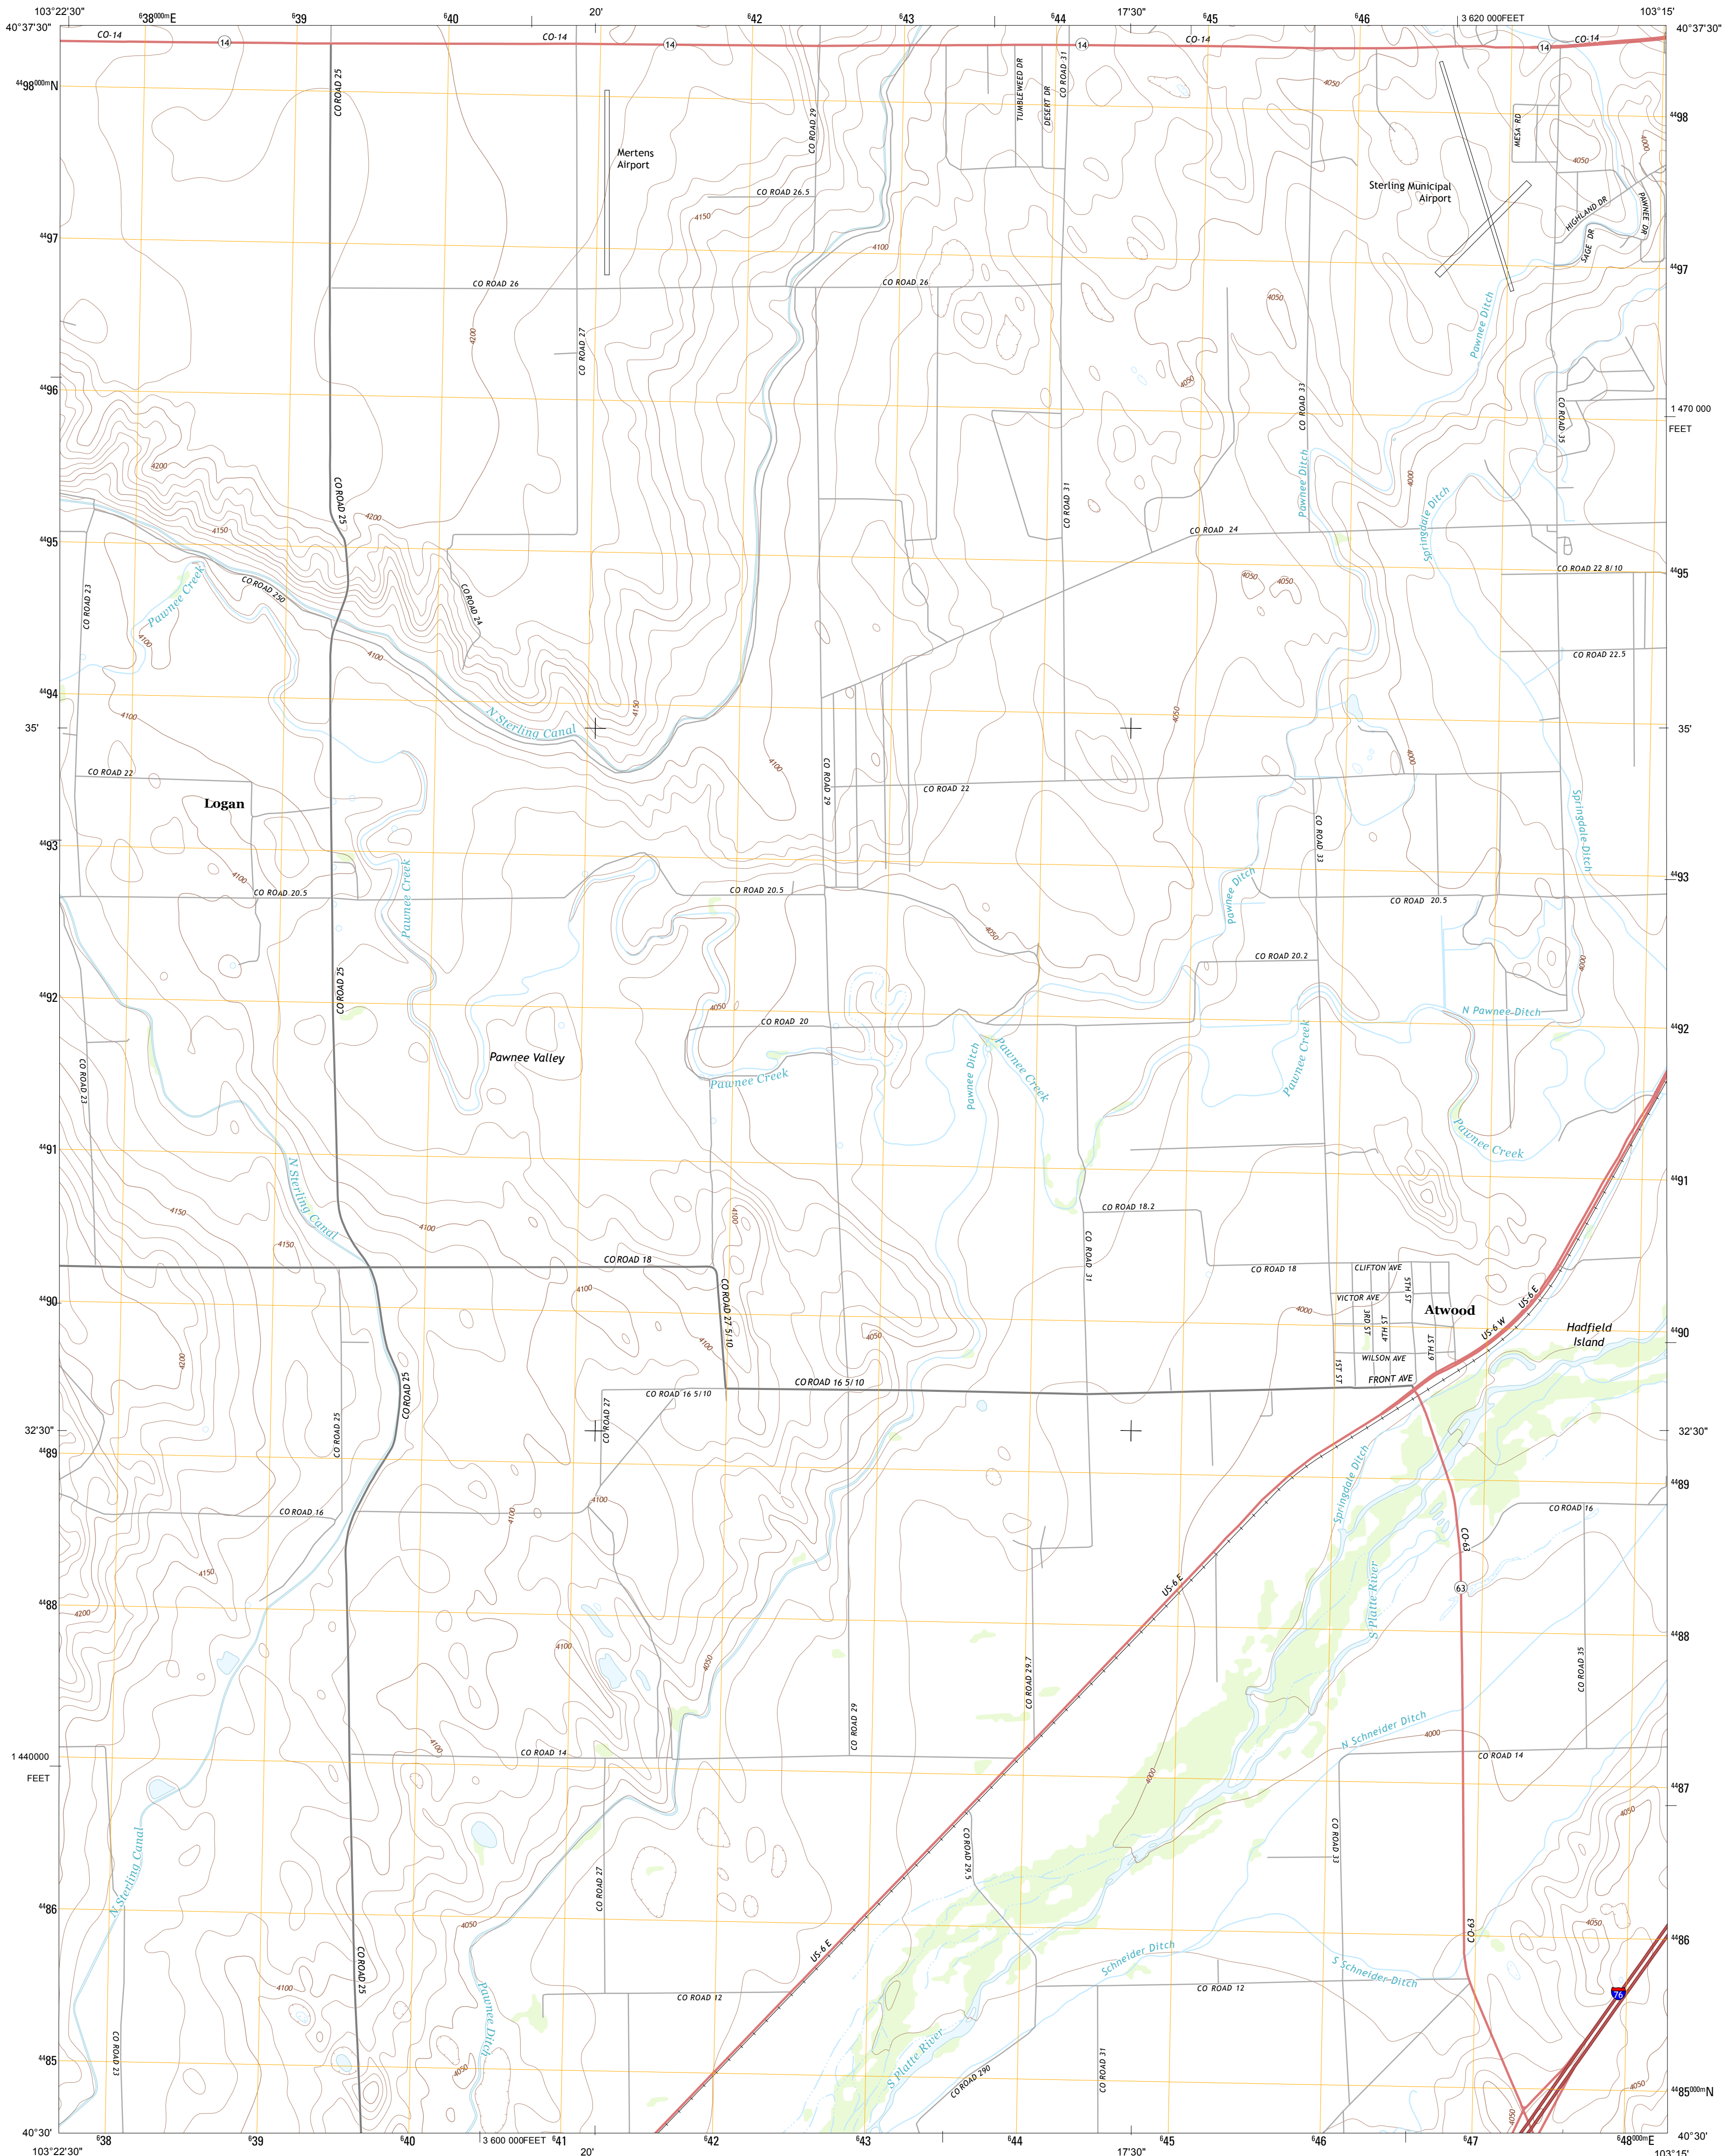 103°22'30"
⁶38⁰⁰⁰ᵐE
⁶39
⁶40
20'
⁶42
⁶43
⁶44
17'30"
⁶45
⁶46
3 620 000FEET
103°15'
40°37'30"
40°37'30"
CO-14
14
CO-14
14
14
CO-14
14
CO-14
⁴⁴98⁰⁰⁰ᵐN
CO ROAD 25
CO ROAD 29
TUMBLEWEED DR
DESERT DR
CO ROAD 31
4050
4050
MESA RD
⁴⁴98
4000
4050
Mertens
Airport
CO ROAD 26.5
4150
Sterling Municipal
Airport
HIGHLAND DR
PAWNEE DR
SAGE DR
⁴⁴97
4100
⁴⁴97
CO ROAD 26
CO ROAD 26
4050
Pawnee Ditch
4200
CO ROAD 27
4050
⁴⁴96
CO ROAD 33
CO ROAD 35
1 470 000
FEET
4200
CO ROAD 25
4200
4150
CO ROAD 31
Pawnee Ditch
4000
Springdale Ditch
⁴⁴95
CO ROAD 24
CO ROAD 22 8/10
⁴⁴95
Pawnee Creek
CO ROAD 250
CO ROAD 23
CO ROAD 24
4050
4050
4100
4100
CO ROAD 22.5
⁴⁴94
4100
N Sterling Canal
4150
4050
⁴⁴94
35'
35'
4100
4000
CO ROAD 22
CO ROAD 29
CO ROAD 22
Logan
Springdale Ditch
CO ROAD 33
⁴⁴93
4100
CO ROAD 20.5
Pawnee Creek
CO ROAD 20.5
Pawnee Ditch
CO ROAD 20.5
⁴⁴93
4050
CO ROAD 20.2
4000
⁴⁴92
CO ROAD 25
4050
CO ROAD 20
N Pawnee Ditch
⁴⁴92
Pawnee Valley
CO ROAD 23
Pawnee Creek
Pawnee Ditch
Pawnee Creek
Pawnee Creek
Pawnee Creek
⁴⁴91
⁴⁴91
N Sterling Canal
4150
4100
4100
CO ROAD 18.2
4150
CO ROAD 18
CO ROAD 31
CO ROAD 18
CLIFTON AVE
5TH ST
4100
CO ROAD 27 5/10
VICTOR AVE
US-6 E
⁴⁴90
4000
3RD ST
4TH ST
Atwood
Hadfield
Island
US-6 W
4100
4050
⁴⁴90
4200
6TH ST
1ST ST
WILSON AVE
FRONT AVE
CO ROAD 25
CO ROAD 25
CO ROAD 16 5/10
CO ROAD 16 5/10
CO ROAD 27
32'30"
32'30"
⁴⁴89
⁴⁴89
Springdale Ditch
CO ROAD 16
4100
4100
CO ROAD 16
CO-63
4150
US-6 E
63
S Platte River
4200
⁴⁴88
4100
4050
⁴⁴88
CO ROAD 29.7
CO ROAD 35
CO ROAD 29
N Schneider Ditch
4000
4100
1 440000
FEET
CO ROAD 14
CO ROAD 14
4000
⁴⁴87
4050
N Sterling Canal
CO ROAD 29.5
CO ROAD 33
CO ROAD 27
⁴⁴86
4050
4050
CO-63
⁴⁴86
US-6 E
CO ROAD 25
Schneider Ditch
S Schneider Ditch
4100
CO ROAD 12
CO ROAD 12
76
Pawnee Ditch
CO ROAD 23
S Platte River
⁴⁴85
4050
CO ROAD 290
CO ROAD 31
4050
4050
⁴⁴85⁰⁰⁰ᵐN
40°30'
40°30'
⁶38
⁶39
⁶40
3 600 000FEET
⁶41
⁶42
⁶43
⁶44
⁶45
⁶46
⁶47
⁶48⁰⁰⁰ᵐE
103°22'30"
20'
17'30"
103°15'